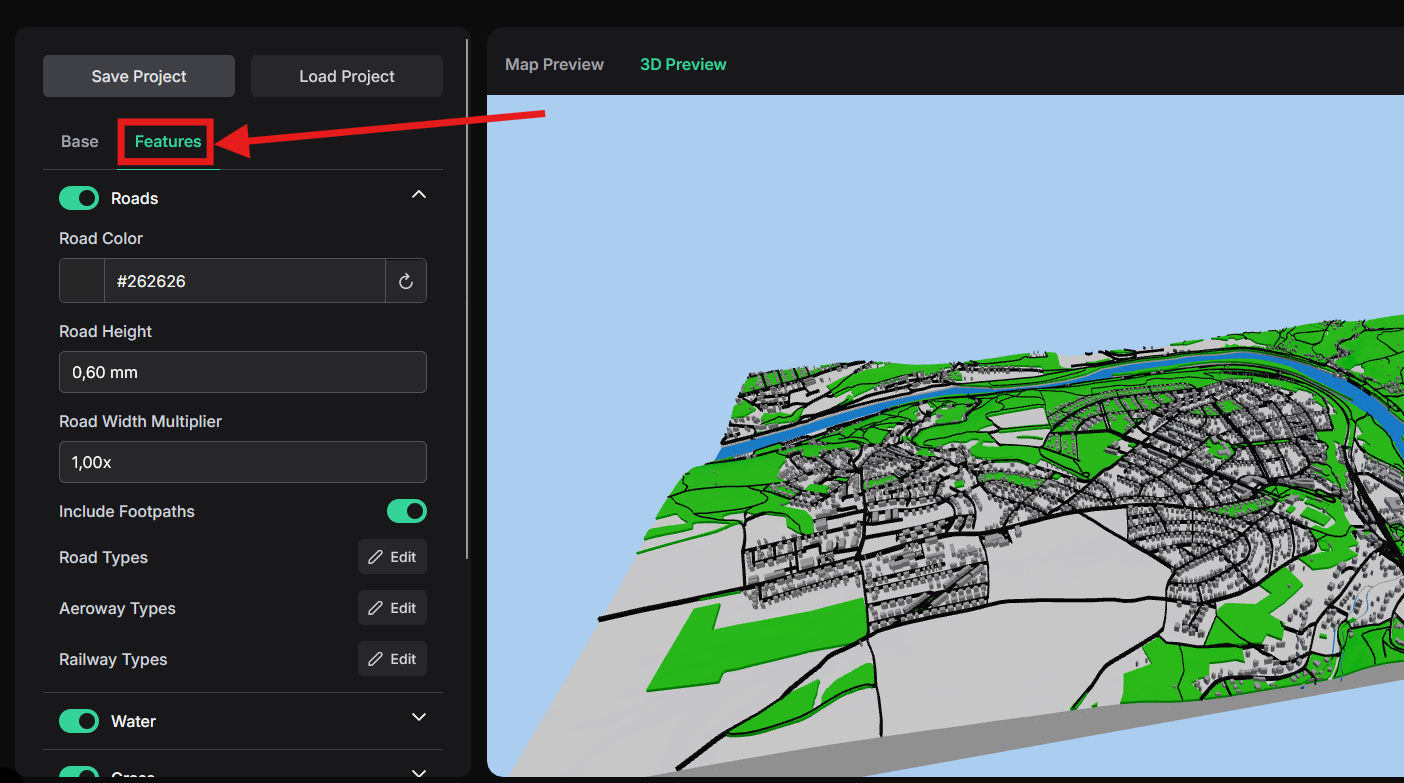 Save Project
Load Project
Map Preview
3D Preview
Base
Features
Roads
Road Color
#262626
Road Height
0,60 mm
Road Width Multiplier
1,00x
Include Footpaths
Road Types
Edit
Aeroway Types
Edit
Railway Types
Edit
Water